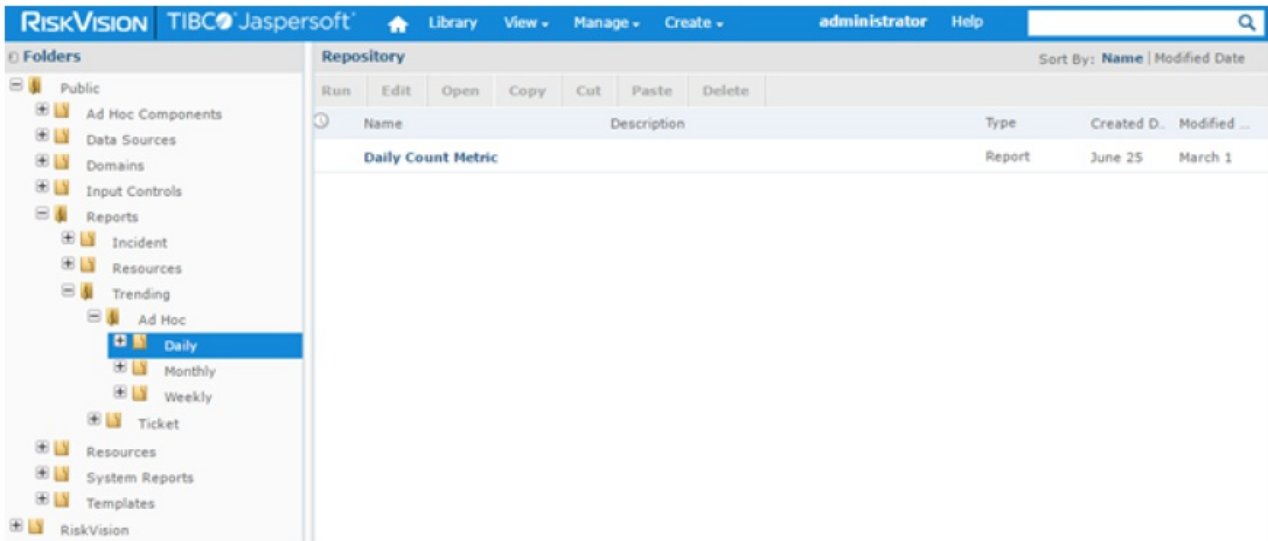 RISKVISION TIBCO Jaspersoft Library View Manage Create administrator Help
Folders
Public
Ad Hoc Components
Data Sources
Domains
Input Controls
Reports
Incident
Resources
Trending
Ad Hoc
Daily
Monthly
Weekly
Ticket
Resources
System Reports
Templates
RiskVision
Repository Sort By: Name | Modified Date
Run Edit Open Copy Cut Paste Delete
Name Description Type Created D.. Modified ...
Daily Count Metric Report June 25 March 1